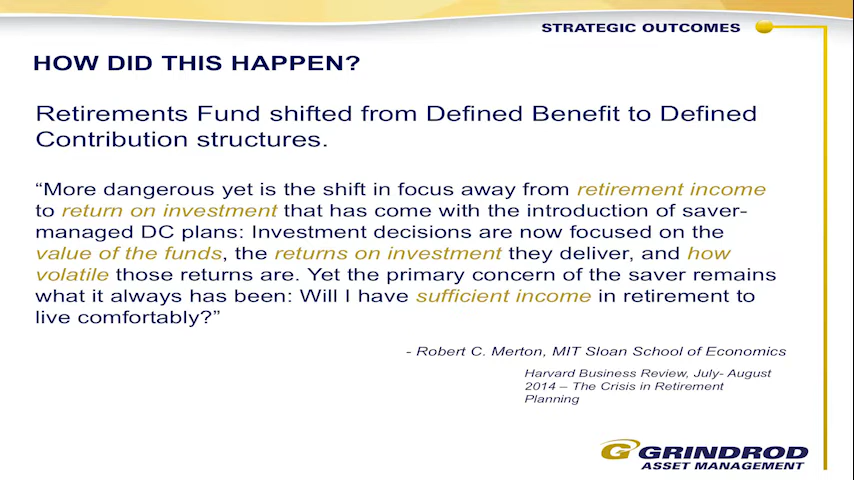 STRATEGIC OUTCOMES
HOW DID THIS HAPPEN?
Retirements Fund shifted from Defined Benefit to Defined
Contribution structures.
“More dangerous yet is the shift in focus away from retirement income
to return on investment that has come with the introduction of saver-
managed DC plans: Investment decisions are now focused on the
value of the funds, the returns on investment they deliver, and how
volatile those returns are. Yet the primary concern of the saver remains
what it always has been: Will I have sufficient income in retirement to
live comfortably?”
- Robert C. Merton, MIT Sloan School of Economics
Harvard Business Review, July- August
2014 – The Crisis in Retirement
Planning
GRINDROD
ASSET MANAGEMENT